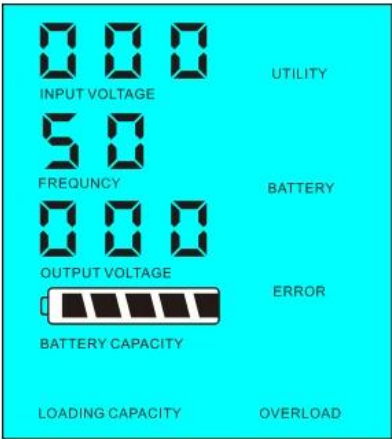 000
UTILITY
INPUT VOLTAGE
50
FREQUNCY
BATTERY
000
OUTPUT VOLTAGE
ERROR
BATTERY CAPACITY
LOADING CAPACITY
OVERLOAD